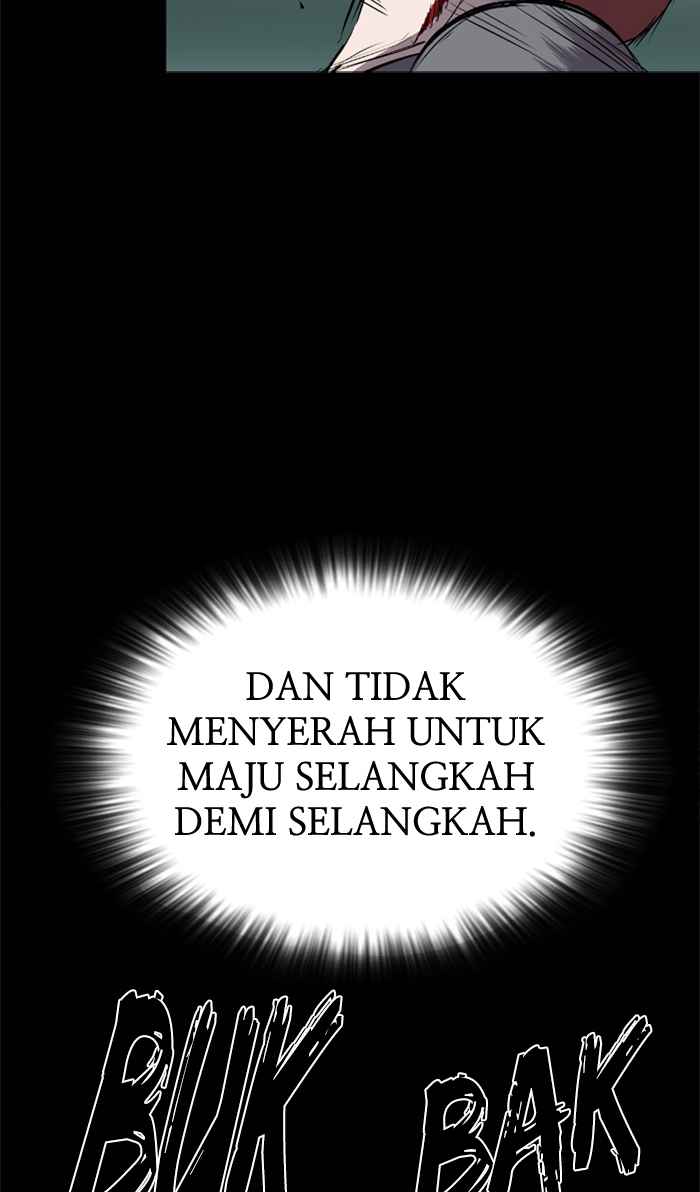 DAN TIDAK
MENYERAH UNTUK
MAJU SELANGKAH
DEMI SELANGKAH.
BUK
BAK